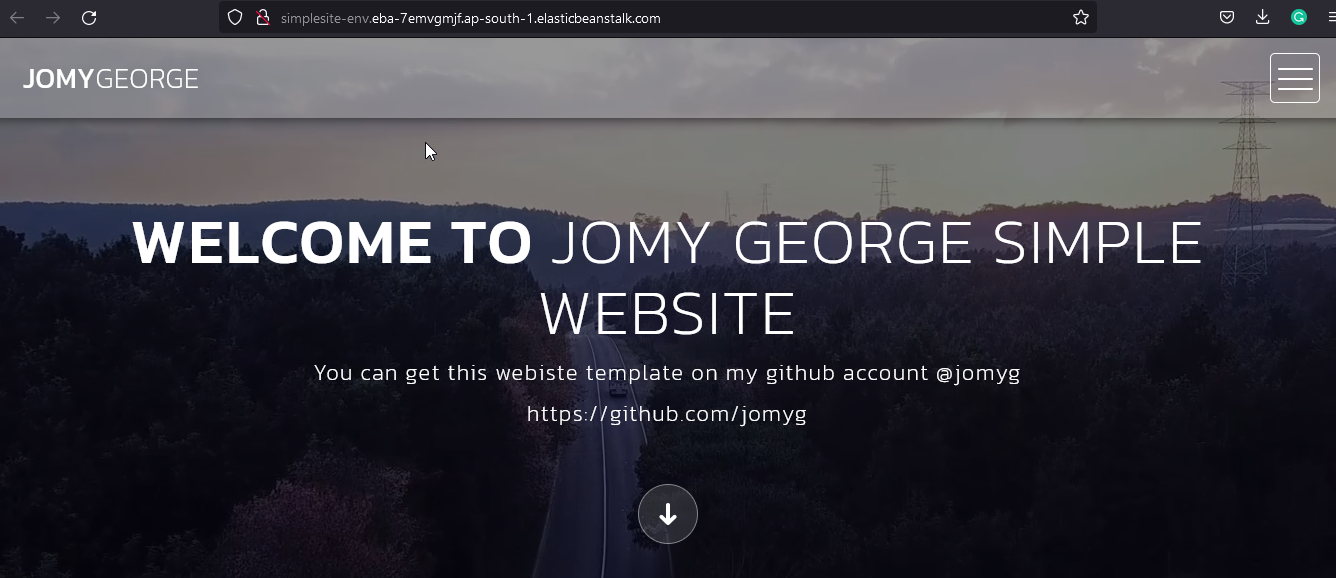 simplesite-env.eba-7emvgmjf.ap-south-1.elasticbeanstalk.com
JOMYGEORGE
WELCOME TO JOMY GEORGE SIMPLE
WEBSITE
You can get this webiste template on my github account @jomyg
https://github.com/jomyg